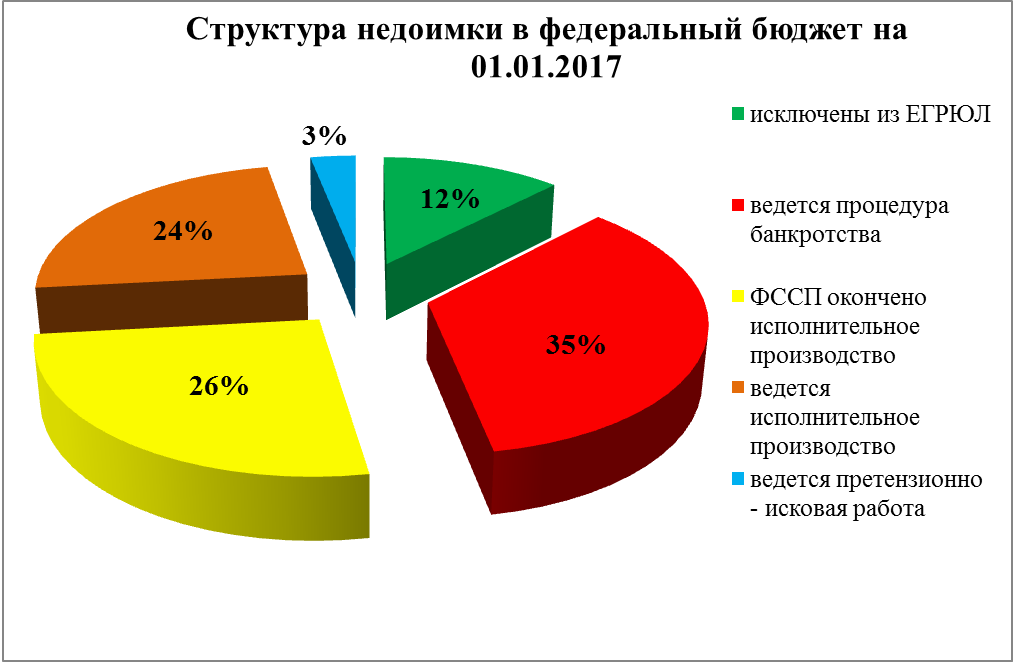 Структура недоимки в федеральный бюджет на
01.01.2017
3%
12%
24%
35%
26%
исключены из ЕГРЮЛ
ведется процедура
банкротства
ФССП окончено
исполнительное
производство
ведется
исполнительное
производство
ведется претензионно
- исковая работа